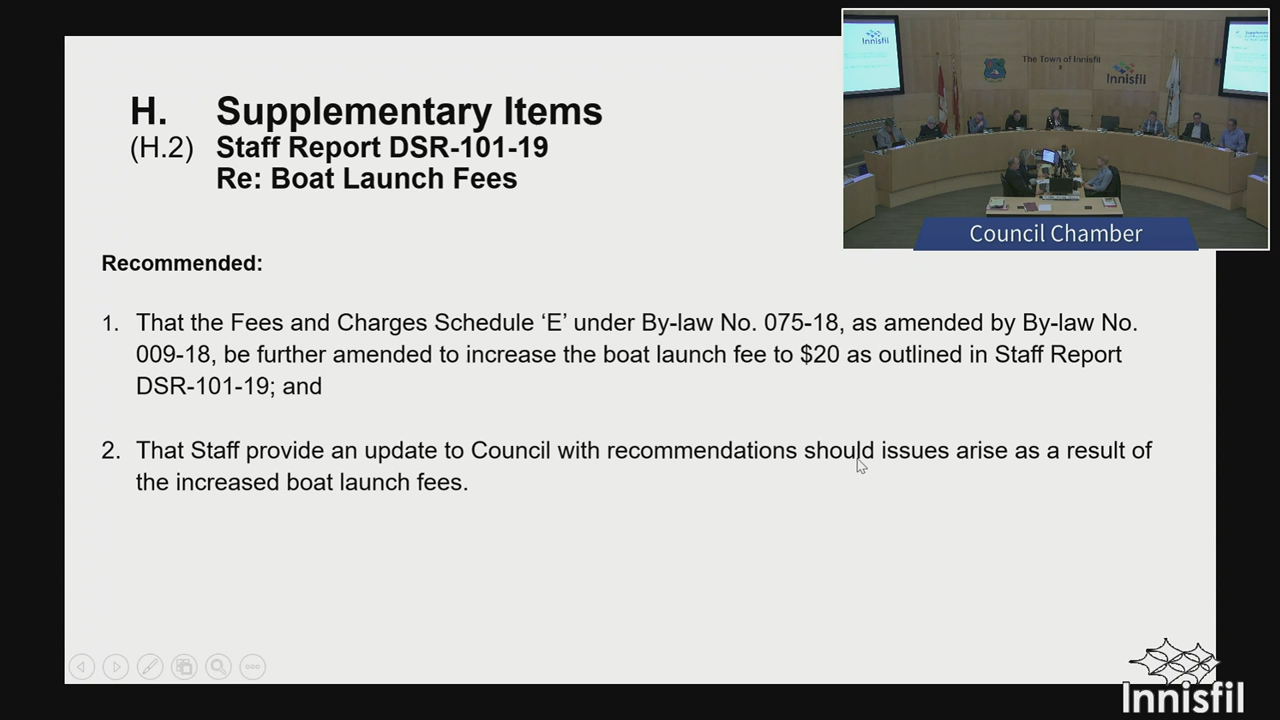 H. Supplementary Items
(H.2) Staff Report DSR-101-19
Re: Boat Launch Fees
Recommended:
1. That the Fees and Charges Schedule ‘E’ under By-law No. 075-18, as amended by By-law No.
009-18, be further amended to increase the boat launch fee to $20 as outlined in Staff Report
DSR-101-19; and
2. That Staff provide an update to Council with recommendations should issues arise as a result of
the increased boat launch fees.
Innisfil
The Town of Innisfil
Innisfil
Council Chamber
Innisfil